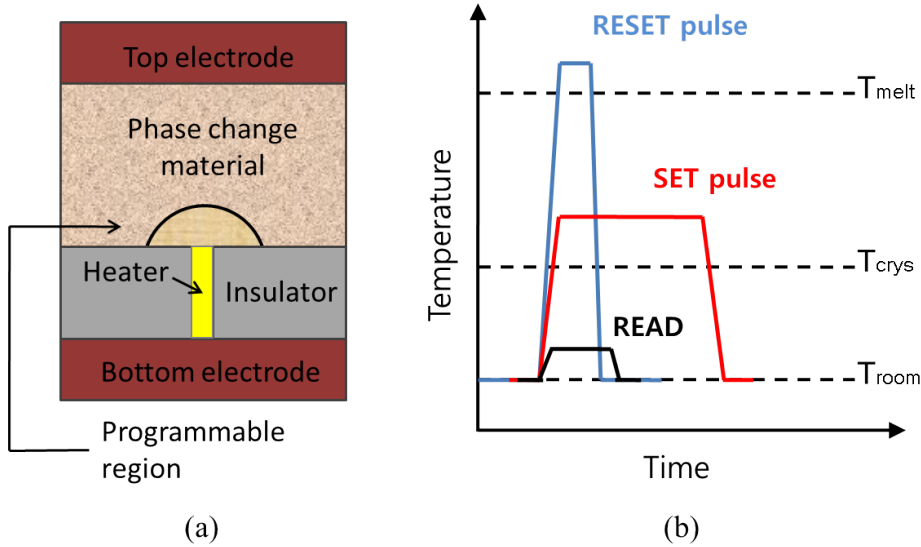 Top electrode
Phase change
material
Heater
Insulator
Bottom electrode
Programmable
region
(a)
RESET pulse
Tmelt
SET pulse
Tcrys
READ
Troom
Temperature
Time
(b)